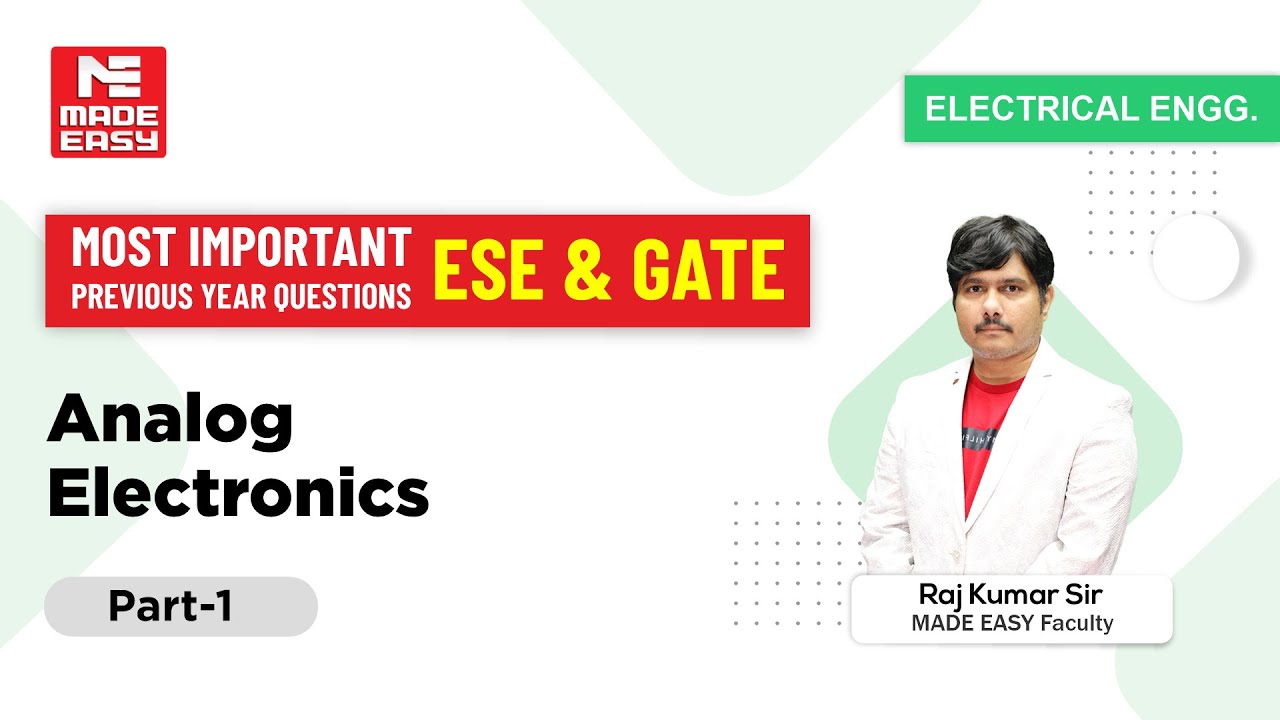 ME
MADE
EASY
ELECTRICAL ENGG.
MOST IMPORTANT
PREVIOUS YEAR QUESTIONS
ESE & GATE
Analog
Electronics
Part-1
Raj Kumar Sir
MADE EASY Faculty